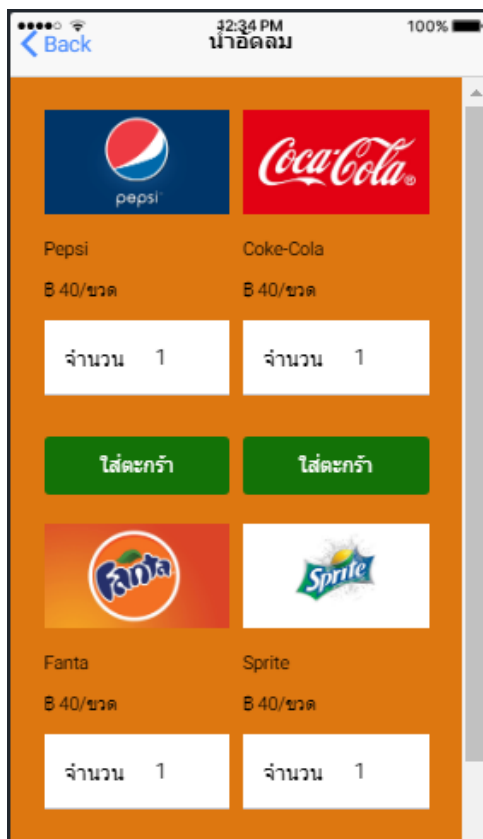 12:34 PM
100%
Back
น้ำอัดลม
pepsi
Coca-Cola
Pepsi
Coke-Cola
฿ 40/ขวด
฿ 40/ขวด
จำนวน 1
จำนวน 1
ใส่ตะกร้า
ใส่ตะกร้า
Fanta
Sprite
Fanta
Sprite
฿ 40/ขวด
฿ 40/ขวด
จำนวน 1
จำนวน 1